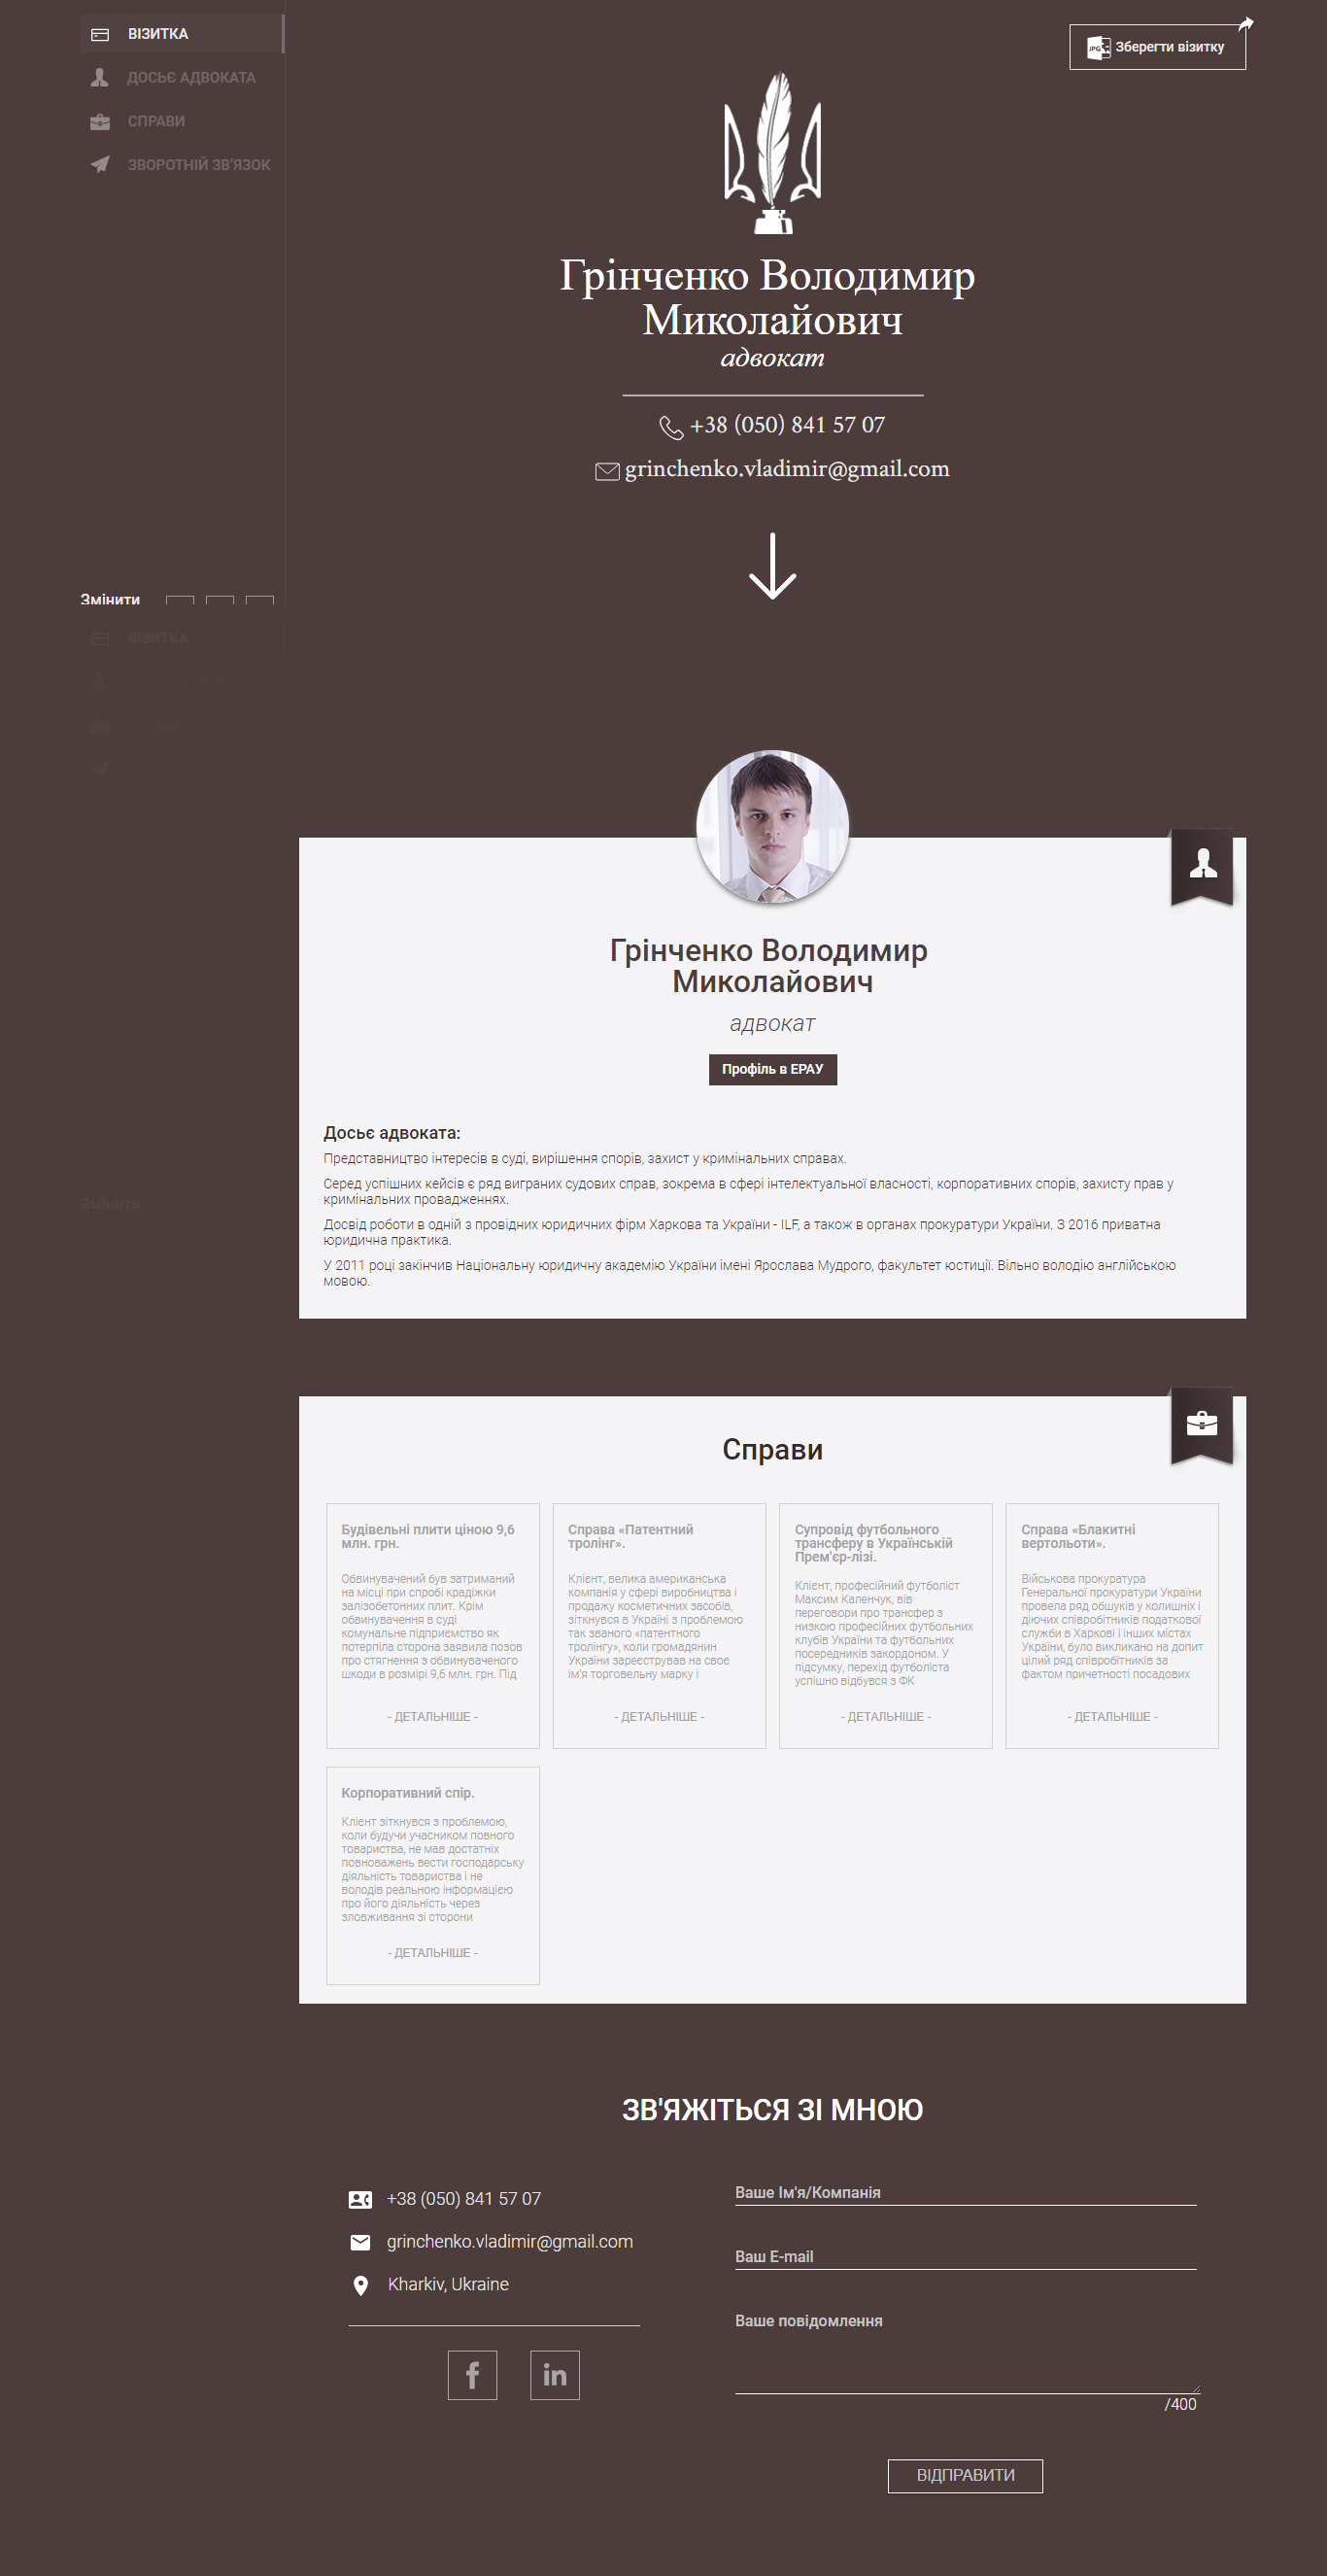 ВІЗИТКА
ДОСЬЄ АДВОКАТА
СПРАВИ
ЗВОРОТНІЙ ЗВ'ЯЗОК
JPG Зберегти візитку
Грінченко Володимир
Миколайович
адвокат
+38 (050) 841 57 07
grinchenko.vladimir@gmail.com
Змінити
ВІЗИТКА
Грінченко Володимир
Миколайович
адвокат
Профіль в ЕРАУ
Досьє адвоката:
Представництво інтересів в суді, вирішення спорів, захист у кримінальних справах.
Серед успішних кейсів є ряд виграних судових справ, зокрема в сфері інтелектуальної власності, корпоративних спорів, захисту прав у
кримінальних провадженнях.
Досвід роботи в одній з провідних юридичних фірм Харкова та України - ILF, а також в органах прокуратури України. З 2016 приватна
юридична практика.
У 2011 році закінчив Національну юридичну академію України імені Ярослава Мудрого, факультет юстиції. Вільно володію англійською
мовою.
Змінити
Справи
Будівельні плити ціною 9,6
млн. грн.
Обвинувачений був затриманий
на місці при спробі крадіжки
залізобетонних плит. Крім
обвинувачення в суді
комунальне підприємство як
потерпіла сторона заявила позов
про стягнення з обвинуваченого
шкоди в розмірі 9,6 млн. грн. Під
- ДЕТАЛЬНІШЕ -
Справа «Патентний
тролінг».
Клієнт, велика американська
компанія у сфері виробництва і
продажу косметичних засобів,
зіткнувся в Україні з проблемою
так званого «патентного
тролінгу», коли громадянин
України зареєстрував на своє
ім'я торговельну марку і
- ДЕТАЛЬНІШЕ -
Супровід футбольного
трансферу в Українській
Прем'єр-лізі.
Клієнт, професійний футболіст
Максим Каленчук, вів
переговори про трансфер з
низкою професійних футбольних
клубів України та футбольних
посередників закордоном. У
підсумку, перехід футболіста
успішно відбувся з ФК
- ДЕТАЛЬНІШЕ -
Справа «Блакитні
вертольоти».
Військова прокуратура
Генеральної прокуратури України
провела ряд обшуків у колишніх і
діючих співробітників податкової
служби в Харкові і інших містах
України, було викликано на допит
цілий ряд співробітників за
фактом причетності посадових
- ДЕТАЛЬНІШЕ -
Корпоративний спір.
Клієнт зіткнувся з проблемою,
коли будучи учасником повного
товариства, не мав достатніх
повноважень вести господарську
діяльність товариства і не
володів реальною інформацією
про його діяльність через
зловживання зі сторони
- ДЕТАЛЬНІШЕ -
ЗВ'ЯЖІТЬСЯ ЗІ МНОЮ
+38 (050) 841 57 07
grinchenko.vladimir@gmail.com
Kharkiv, Ukraine
Ваше Ім'я/Компанія
Ваш E-mail
Ваше повідомлення
/400
ВІДПРАВИТИ